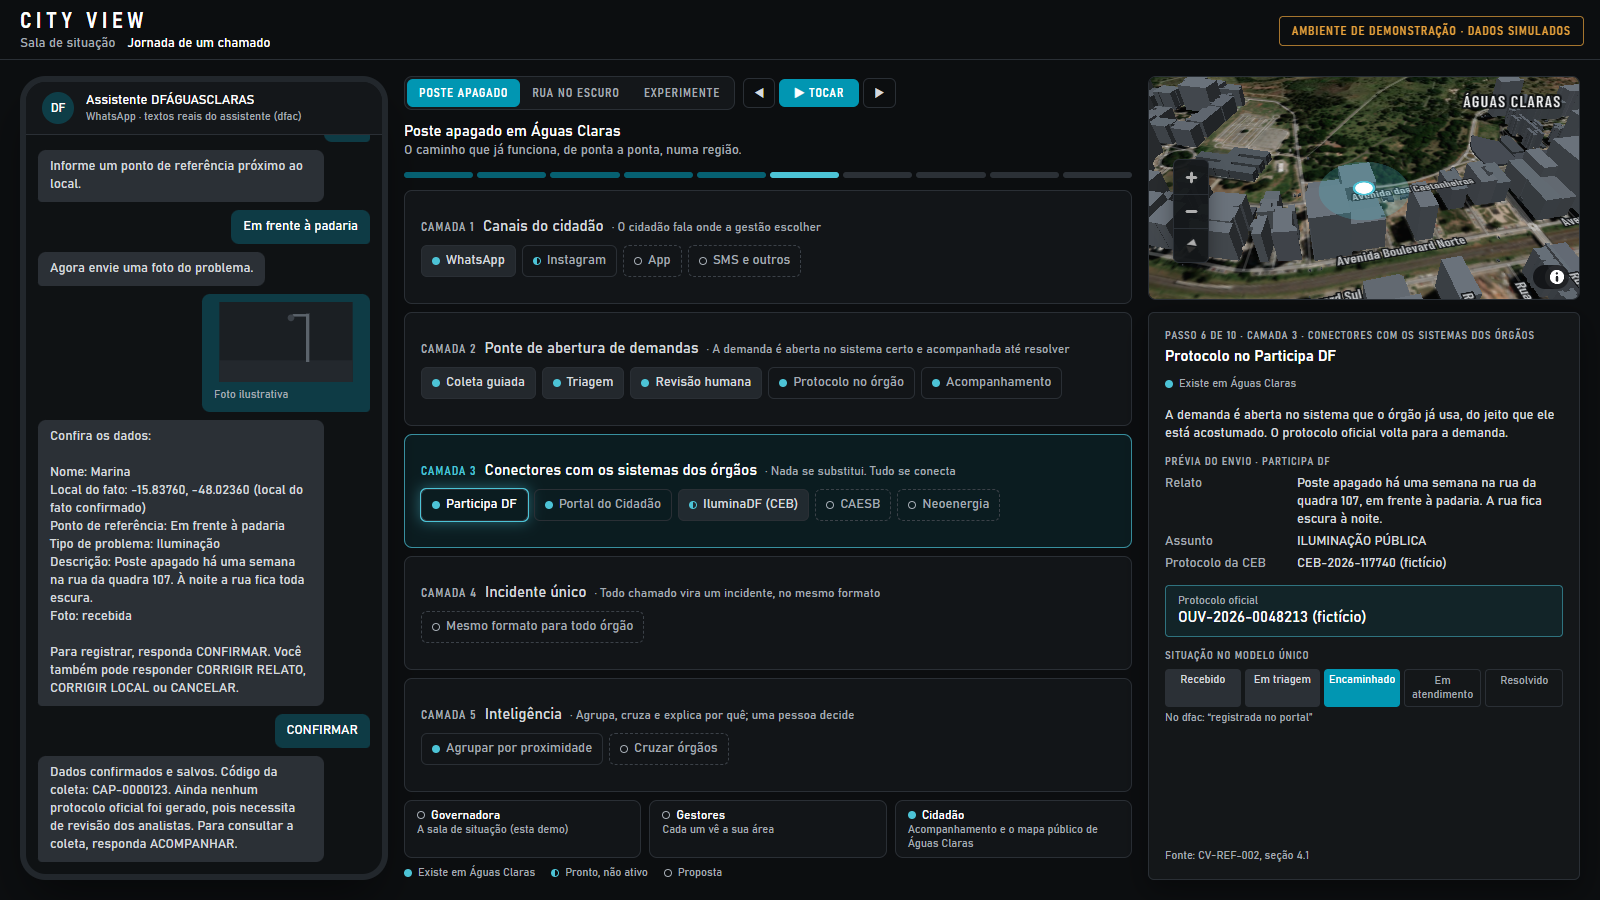 CITY VIEW
Sala de situação Jornada de um chamado
AMBIENTE DE DEMONSTRAÇÃO · DADOS SIMULADOS
DF
Assistente DFÁGUASCLARAS
WhatsApp · textos reais do assistente (dfac)
Informe um ponto de referência próximo ao
local.
Em frente à padaria
Agora envie uma foto do problema.
Foto ilustrativa
Confira os dados:
Nome: Marina
Local do fato: -15.83760, -48.02360 (local do
fato confirmado)
Ponto de referência: Em frente à padaria
Tipo de problema: Iluminação
Descrição: Poste apagado há uma semana
na rua da quadra 107. À noite a rua fica toda
escura.
Foto: recebida
Para registrar, responda CONFIRMAR. Você
também pode responder CORRIGIR RELATO,
CORRIGIR LOCAL ou CANCELAR.
CONFIRMAR
Dados confirmados e salvos. Código da
coleta: CAP-0000123. Ainda nenhum
protocolo oficial foi gerado, pois necessita
de revisão dos analistas. Para consultar a
coleta, responda ACOMPANHAR.
POSTE APAGADO RUA NO ESCURO EXPERIMENTE
◀ ▶ TOCAR ▶
Poste apagado em Águas Claras
O caminho que já funciona, de ponta a ponta, numa região.
CAMADA 1 Canais do cidadão · O cidadão fala onde a gestão escolher
WhatsApp Instagram App SMS e outros
CAMADA 2 Ponte de abertura de demandas · A demanda é aberta no sistema certo e acompanhada até resolver
Coleta guiada Triagem Revisão humana Protocolo no órgão Acompanhamento
CAMADA 3 Conectores com os sistemas dos órgãos · Nada se substitui. Tudo se conecta
Participa DF Portal do Cidadão IluminaDF (CEB) CAESB Neoenergia
CAMADA 4 Incidente único · Todo chamado vira um incidente, no mesmo formato
Mesmo formato para todo órgão
CAMADA 5 Inteligência · Agrupa, cruza e explica por quê; uma pessoa decide
Agrupar por proximidade Cruzar órgãos
Governadora
A sala de situação (esta demo)
Gestores
Cada um vê a sua área
Cidadão
Acompanhamento e o mapa público de
Águas Claras
Existe em Águas Claras Pronto, não ativo Proposta
ÁGUAS CLARAS
Avenida das Castanheiras
Avenida Boulevard Norte
Sul
Rua
PASSO 6 DE 10 · CAMADA 3 · CONECTORES COM OS SISTEMAS DOS ÓRGÃOS
Protocolo no Participa DF
Existe em Águas Claras
A demanda é aberta no sistema que o órgão já usa, do jeito que ele
está acostumado. O protocolo oficial volta para a demanda.
PRÉVIA DO ENVIO · PARTICIPA DF
Relato Poste apagado há uma semana na rua da
quadra 107, em frente à padaria. A rua fica
escura à noite.
Assunto ILUMINAÇÃO PÚBLICA
Protocolo da CEB CEB-2026-117740 (fictício)
Protocolo oficial
OUV-2026-0048213 (fictício)
SITUAÇÃO NO MODELO ÚNICO
Recebido Em triagem Encaminhado Em atendimento Resolvido
No dfac: "registrada no portal"
Fonte: CV-REF-002, seção 4.1